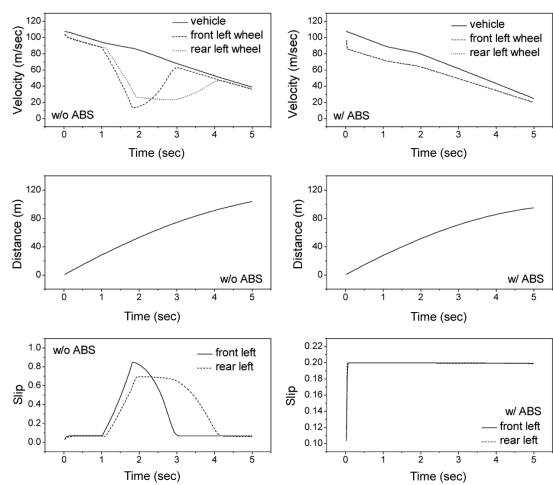 Velocity (m/sec)
120
100
80
60
40
20
0
vehicle
front left wheel
rear left wheel
w/o ABS
0 1 2 3 4 5
Time (sec)
Velocity (m/sec)
120
100
80
60
40
20
0
vehicle
front left wheel
rear left wheel
w/ ABS
0 1 2 3 4 5
Time (sec)
Distance (m)
120
80
40
0
w/o ABS
0 1 2 3 4 5
Time (sec)
Distance (m)
120
80
40
0
w/ ABS
0 1 2 3 4 5
Time (sec)
Slip
1.0
0.8
0.6
0.4
0.2
0.0
w/o ABS
front left
rear left
0 1 2 3 4 5
Time (sec)
Slip
0.22
0.20
0.18
0.16
0.14
0.12
0.10
w/ ABS
front left
rear left
0 1 2 3 4 5
Time (sec)